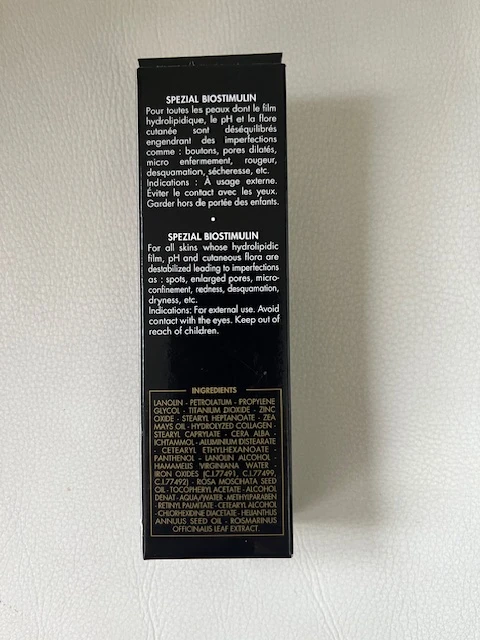 SPEZIAL BIOSTIMULIN
Pour toutes les peaux dont le film
hydrolipidique, le pH et la flore
cutanée sont déséquilibrés
engendrant des imperfections
comme : boutons, pores dilatés,
micro enfermement, rougeur,
desquamation, sécheresse, etc.
Indications : À usage externe.
Éviter le contact avec les yeux.
Garder hors de portée des enfants.
•
SPEZIAL BIOSTIMULIN
For all skins whose hydrolipidic
film, pH and cutaneous flora are
destabilized leading to imperfections
as : spots, enlarged pores, micro-
confinement, redness, desquamation,
dryness, etc.
Indications: For external use. Avoid
contact with the eyes. Keep out of
reach of children.
INGREDIENTS
LANOLIN - PETROLATUM - PROPYLENE
GLYCOL - TITANIUM DIOXIDE - ZINC
OXIDE - STEARYL HEPTANOATE - ZEA
MAYS OIL - HYDROLYZED COLLAGEN -
STEARYL CAPRYLATE - CERA ALBA -
ICHTAMMOL - ALUMINIUM DISTEARATE
- CETEARYL ETHYLHEXANOATE -
PANTHENOL - LANOLIN ALCOHOL -
HAMAMELIS VIRGINIANA WATER -
IRON OXIDES (C.I.77491, C.I.77499,
C.I.77492) - ROSA MOSCHATA SEED
OIL - TOCOPHERYL ACETATE - ALCOHOL
DENAT - AQUA/WATER - METHYLPARABEN
- RETINYL PALMITATE - CETEARYL ALCOHOL
- CHLORHEXIDINE DIACETATE - HELIANTHUS
ANNUUS SEED OIL - ROSMARINUS
OFFICINALIS LEAF EXTRACT.